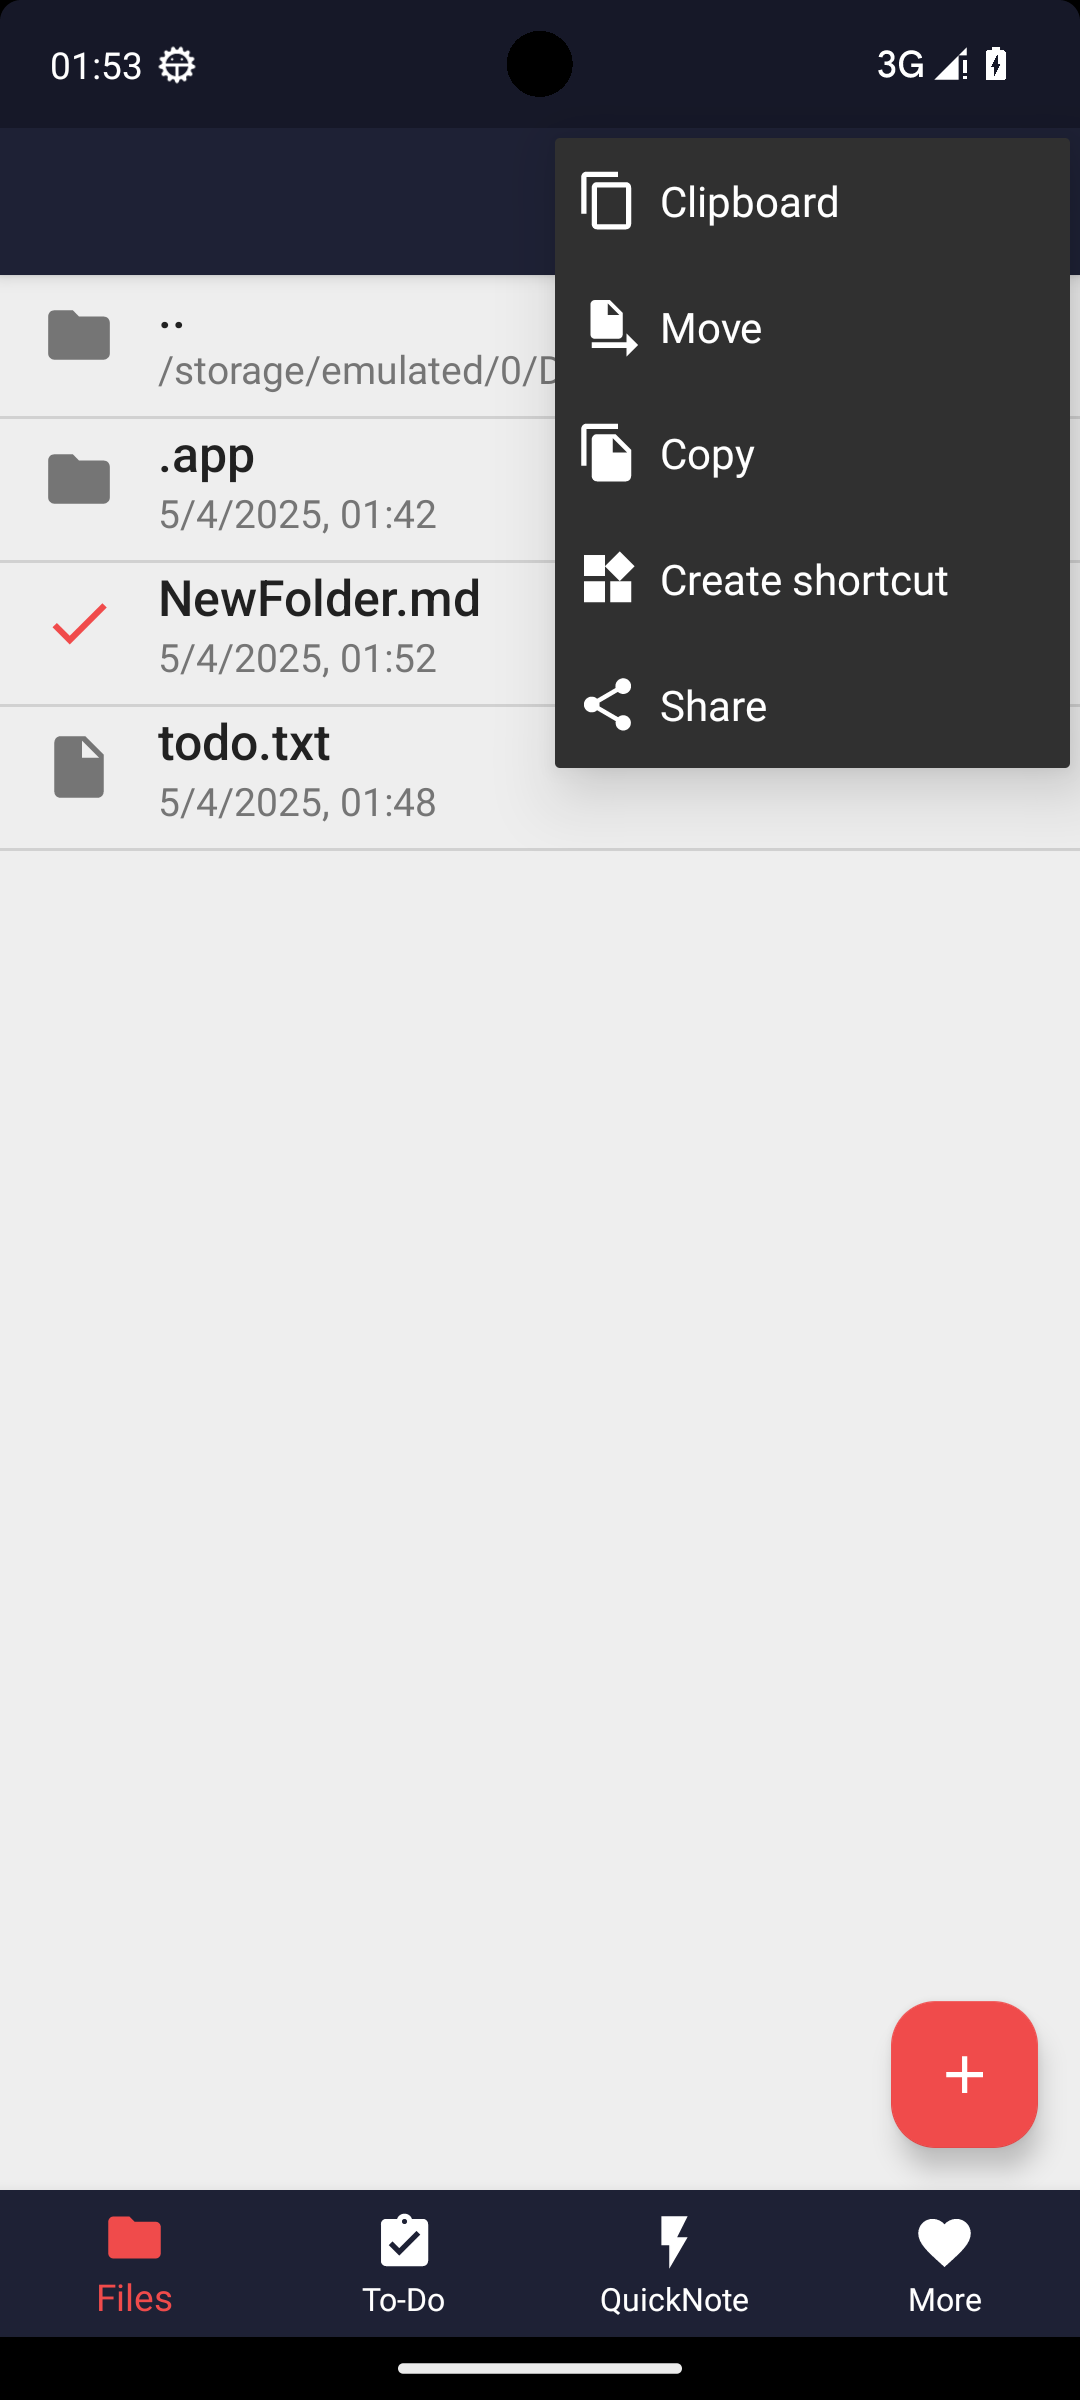 01:53
3G
Clipboard
Move
Copy
Create shortcut
Share
..
/storage/emulated/0/D
.app
5/4/2025, 01:42
NewFolder.md
5/4/2025, 01:52
todo.txt
5/4/2025, 01:48
Files
To-Do
QuickNote
More